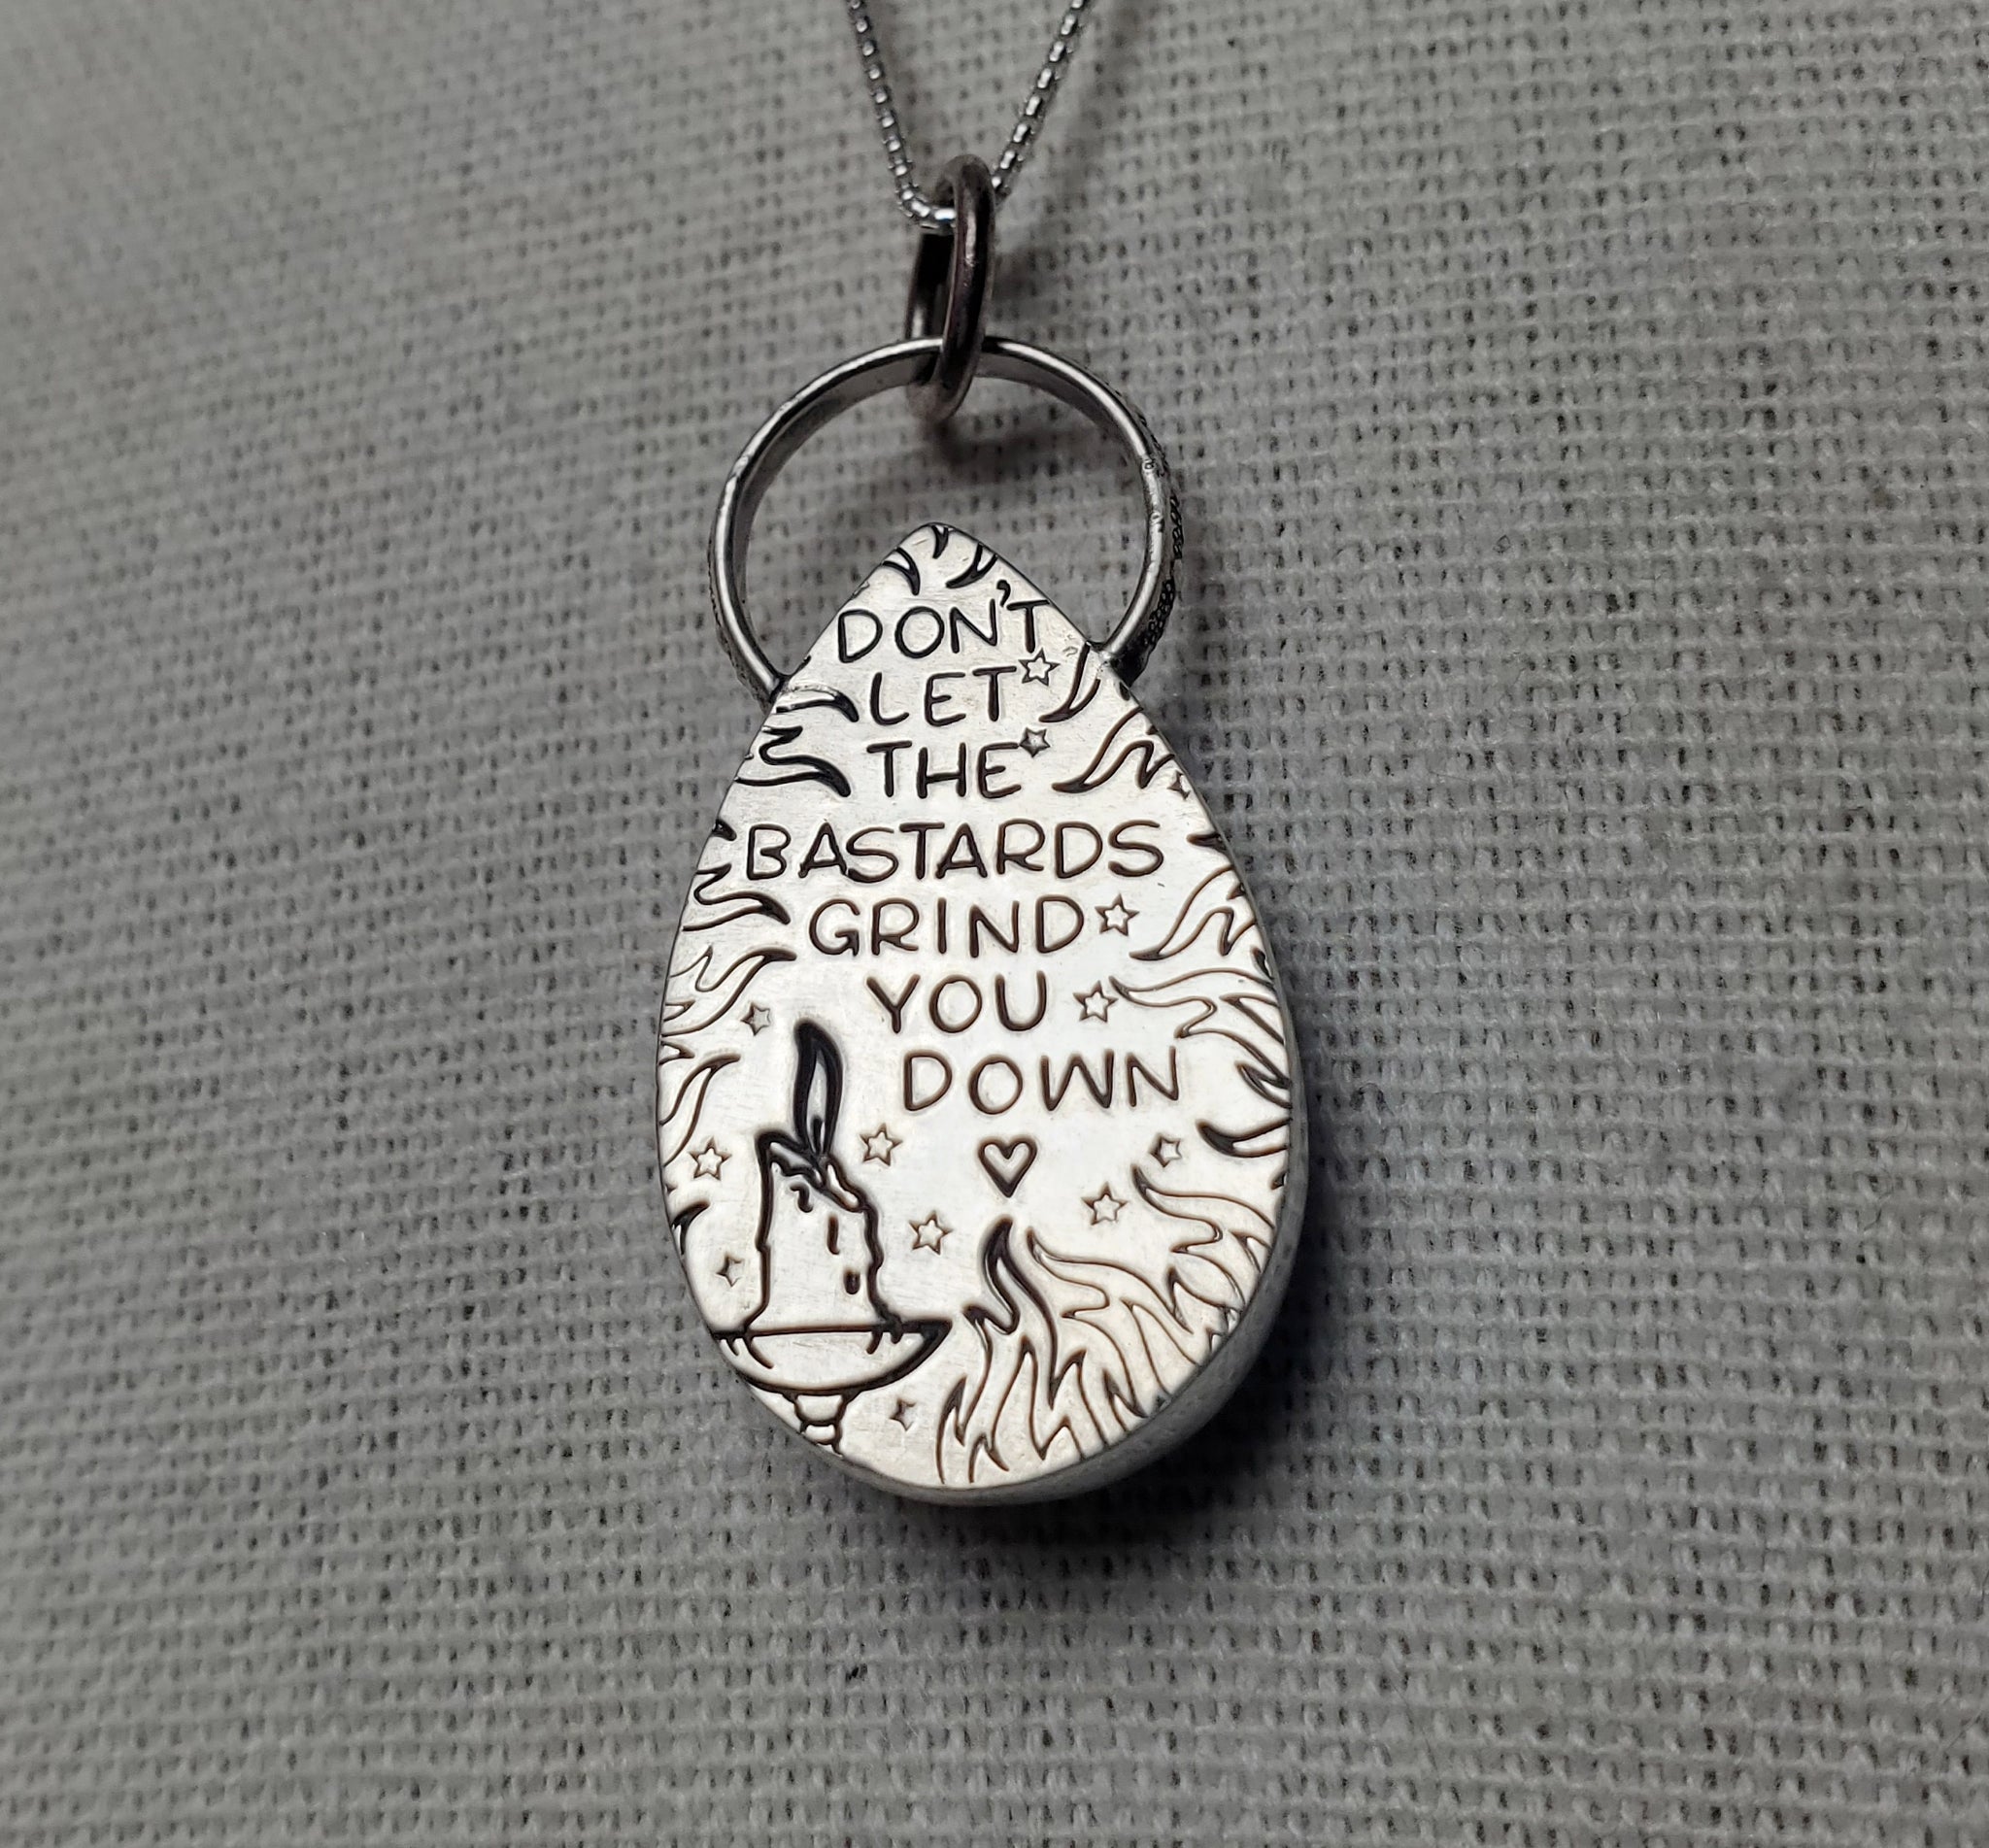 DON'T
LET
THE
BASTARDS
GRIND
YOU
DOWN